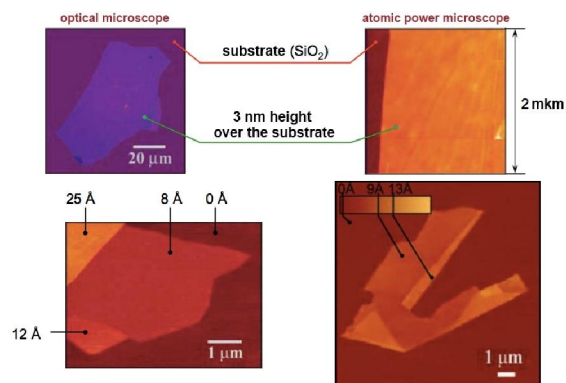 optical microscope
atomic power microscope
substrate (SiO₂)
3 nm height
over the substrate
20 μm
2 mkm
25 Å
8 Å
0 Å
12 Å
1 μm
0Å
9Å
13Å
1 μm